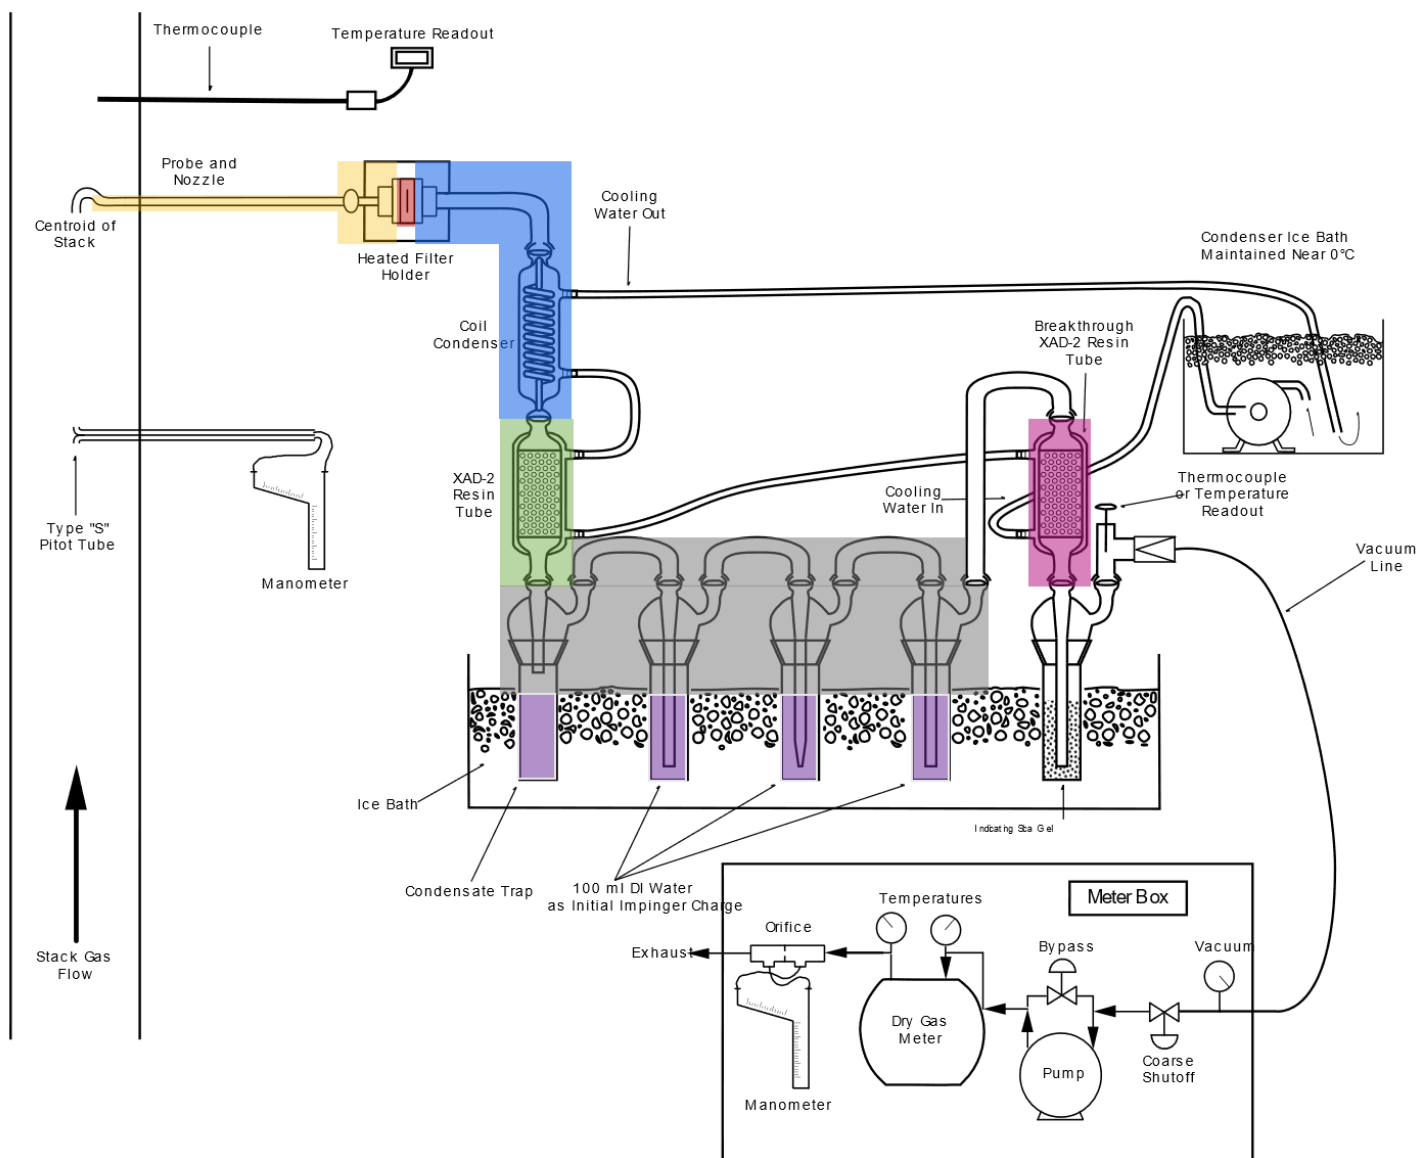 Thermocouple
Temperature Readout
Probe and
Nozzle
Centroid of
Stack
Heated Filter
Holder
Cooling
Water Out
Condenser Ice Bath
Maintained Near 0°C
Coil
Condenser
Breakthrough
XAD-2 Resin
Tube
XAD-2
Resin
Tube
Cooling
Water In
Thermocouple
or Temperature
Readout
Type "S"
Pitot Tube
Manometer
Vacuum
Line
Ice Bath
Condensate Trap
100 ml DI Water
as Initial Impinger Charge
Indicating Sica Gel
Stack Gas
Flow
Meter Box
Temperatures
Orifice
Exhaust
Bypass
Vacuum
Dry Gas
Meter
Pump
Coarse
Shutoff
Manometer